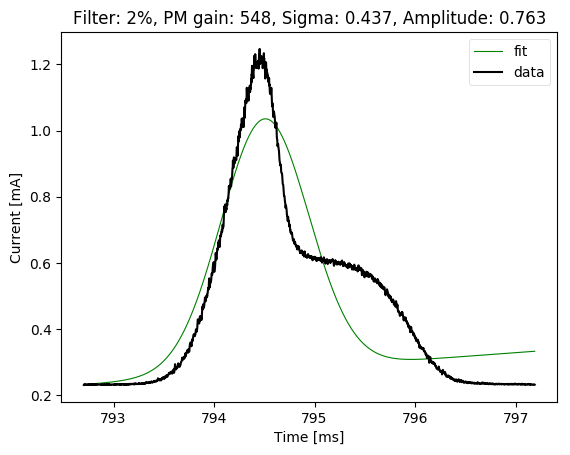 Filter: 2%, PM gain: 548, Sigma: 0.437, Amplitude: 0.763
fit
data
1.2
1.0
0.8
0.6
0.4
0.2
Current [mA]
793
794
795
796
797
Time [ms]